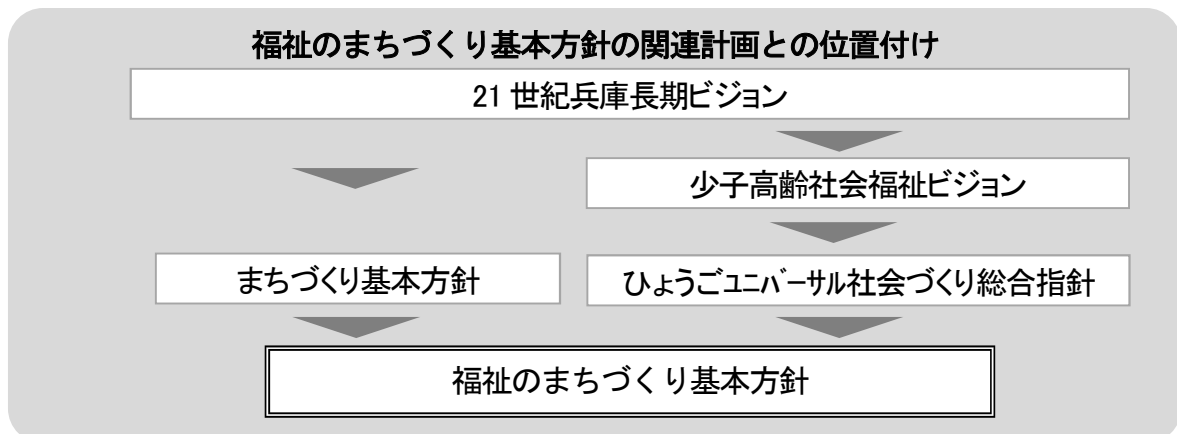 福祉のまちづくり基本方針の関連計画との位置付け
21世紀兵庫長期ビジョン
少子高齢社会福祉ビジョン
まちづくり基本方針
ひょうごﾕﾆﾊﾞｰｻﾙ社会づくり総合指針
福祉のまちづくり基本方針